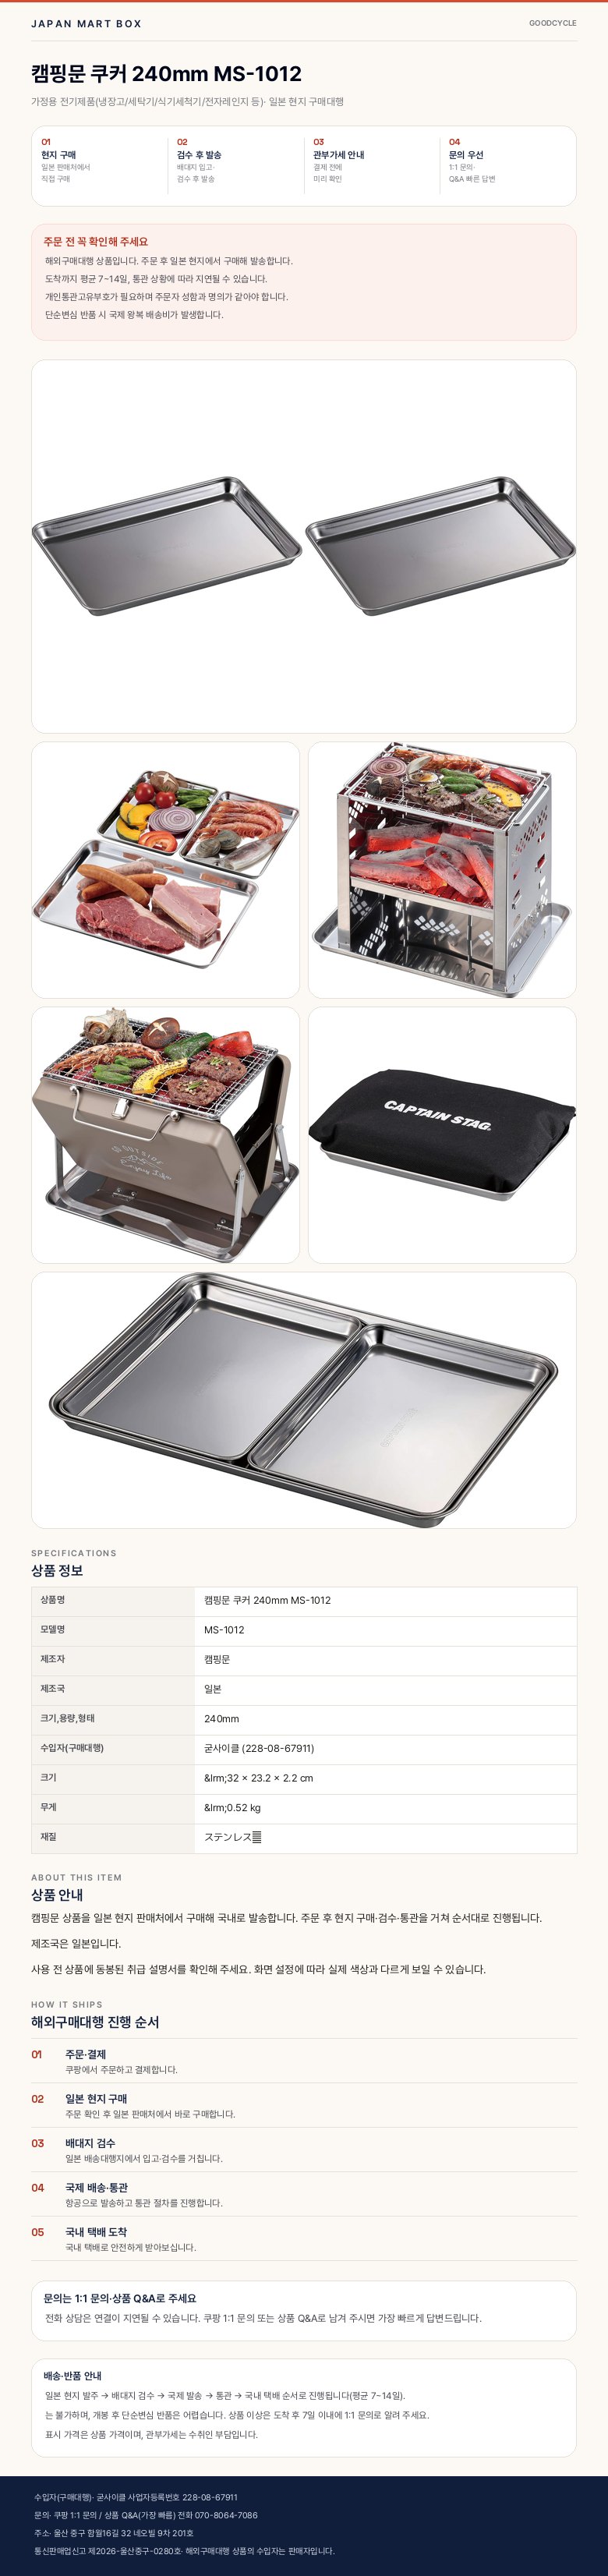 JAPAN MART BOX
GOODCYCLE
캠핑문 쿠커 240mm MS-1012
가정용 전기제품(냉장고/세탁기/식기세척기/전자레인지 등)· 일본 현지 구매대행
01
현지 구매
일본 판매처에서
직접 구매
02
검수 후 발송
배대지 입고·
검수 후 발송
03
관부가세 안내
결제 전에
미리 확인
04
문의 우선
1:1 문의·
Q&A 빠른 답변
주문 전 꼭 확인해 주세요
해외구매대행 상품입니다. 주문 후 일본 현지에서 구매해 발송합니다.
도착까지 평균 7~14일, 통관 상황에 따라 지연될 수 있습니다.
개인통관고유부호가 필요하며 주문자 성함과 명의가 같아야 합니다.
단순변심 반품 시 국제 왕복 배송비가 발생합니다.
CAPTAIN STAG.
SPECIFICATIONS
상품 정보
상품명 캠핑문 쿠커 240mm MS-1012
모델명 MS-1012
제조자 캠핑문
제조국 일본
크기,용량,형태 240mm
수입자(구매대행) 굳사이클 (228-08-67911)
크기 &lrm;32 × 23.2 × 2.2 cm
무게 &lrm;0.52 kg
재질 ステンレス
ABOUT THIS ITEM
상품 안내
캠핑문 상품을 일본 현지 판매처에서 구매해 국내로 발송합니다. 주문 후 현지 구매·검수·통관을 거쳐 순서대로 진행됩니다.
제조국은 일본입니다.
사용 전 상품에 동봉된 취급 설명서를 확인해 주세요. 화면 설정에 따라 실제 색상과 다르게 보일 수 있습니다.
HOW IT SHIPS
해외구매대행 진행 순서
01 주문·결제
쿠팡에서 주문하고 결제합니다.
02 일본 현지 구매
주문 확인 후 일본 판매처에서 바로 구매합니다.
03 배대지 검수
일본 배송대행지에서 입고·검수를 거칩니다.
04 국제 배송·통관
항공으로 발송하고 통관 절차를 진행합니다.
05 국내 택배 도착
국내 택배로 안전하게 받아보십니다.
문의는 1:1 문의·상품 Q&A로 주세요
전화 상담은 연결이 지연될 수 있습니다. 쿠팡 1:1 문의 또는 상품 Q&A로 남겨 주시면 가장 빠르게 답변드립니다.
배송·반품 안내
일본 현지 발주 → 배대지 검수 → 국제 발송 → 통관 → 국내 택배 순서로 진행됩니다(평균 7~14일).
는 불가하며, 개봉 후 단순변심 반품은 어렵습니다. 상품 이상은 도착 후 7일 이내에 1:1 문의로 알려 주세요.
표시 가격은 상품 가격이며, 관부가세는 수취인 부담입니다.
수입자(구매대행)· 굳사이클 사업자등록번호 228-08-67911
문의· 쿠팡 1:1 문의 / 상품 Q&A(가장 빠름) 전화 070-8064-7086
주소· 울산 중구 함월16길 32 네오빌 9차 201호
통신판매업신고 제2026-울산중구-0280호· 해외구매대행 상품의 수입자는 판매자입니다.